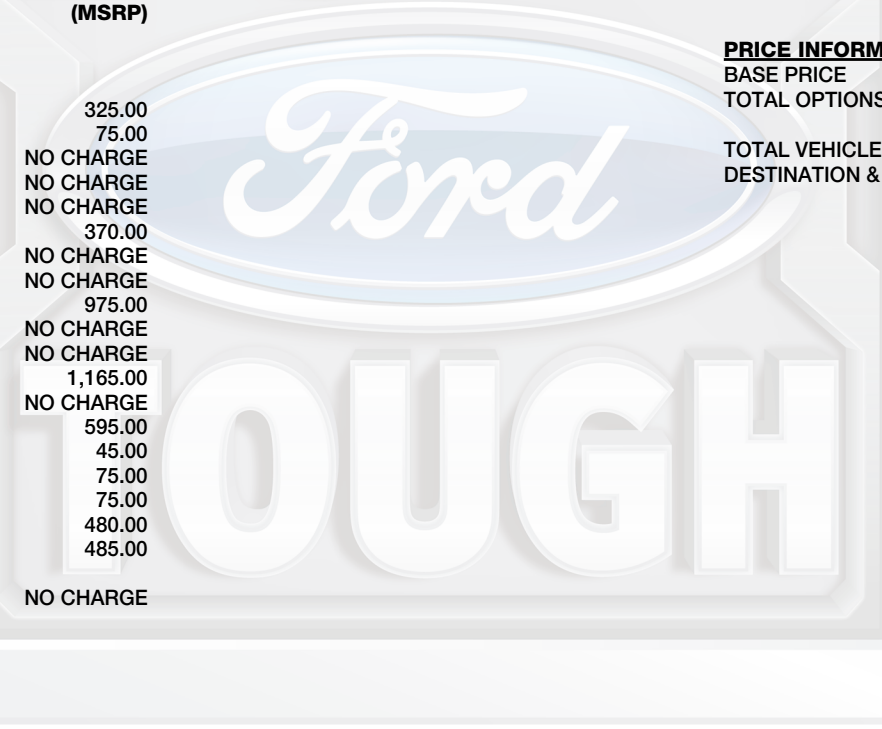 (MSRP)
325.00
75.00
NO CHARGE
NO CHARGE
NO CHARGE
370.00
NO CHARGE
NO CHARGE
975.00
NO CHARGE
NO CHARGE
1,165.00
NO CHARGE
595.00
45.00
75.00
75.00
480.00
485.00
NO CHARGE
PRICE INFORM
BASE PRICE
TOTAL OPTIONS
TOTAL VEHICLE
DESTINATION &
Ford
TOUGH